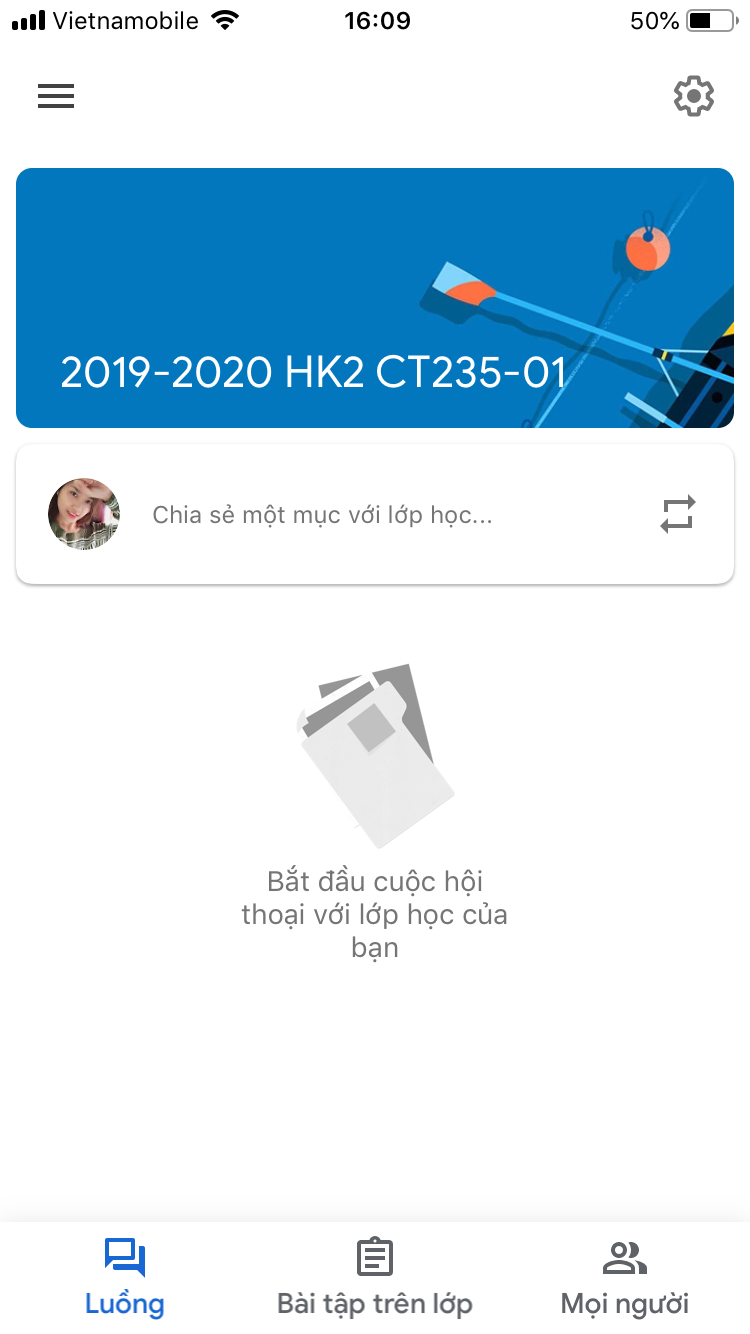 Vietnamobile 16:09 50%
2019-2020 HK2 CT235-01
Chia sẻ một mục với lớp học...
Bắt đầu cuộc hội
thoại với lớp học của
bạn
Luồng Bài tập trên lớp Mọi người